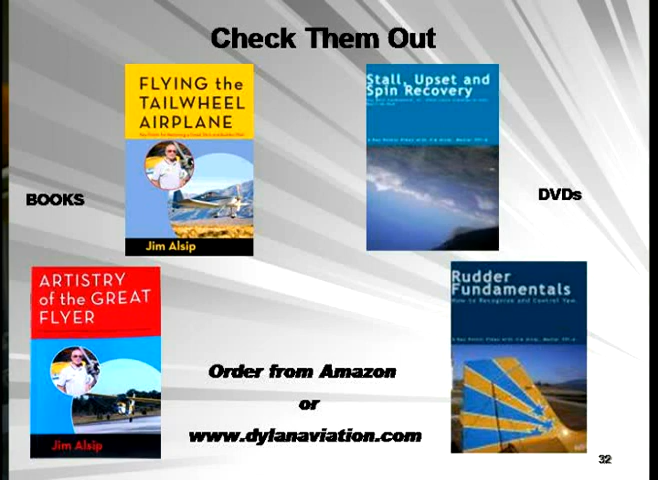 Check Them Out
FLYING the
TAILWHEEL
AIRPLANE
Jim Alsip
Stall, Upset and
Spin Recovery
BOOKS
DVDs
ARTISTRY
of the GREAT
FLYER
Jim Alsip
Rudder
Fundamentals
How to Recognize and Control Yaw
Order from Amazon
or
www.dylanaviation.com
32